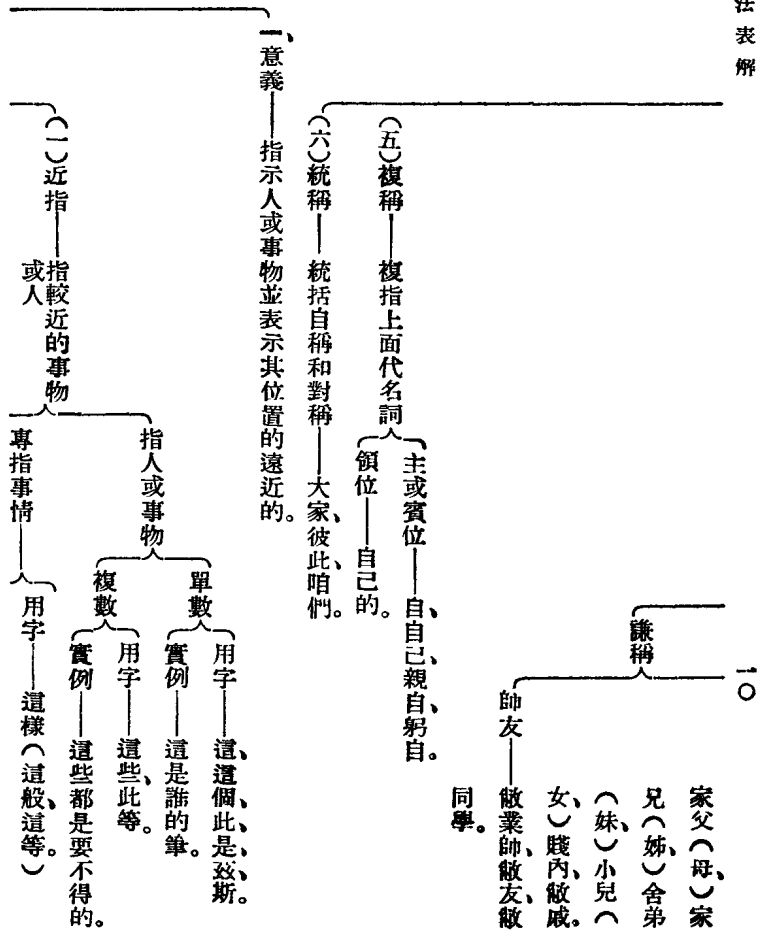 法表解
一〇
謙稱
家父（母、）家
兄（姊、）舍弟
（妹、）小兒（
女、）賤內、敝戚。
師友——敝業師、敝友、敝
同學。
（五）複稱——複指上面代名詞
主或賓位——自、自己、親自、躬自。
領位——自己的。
（六）統稱——統括自稱和對稱——大家、彼此、咱們。
一、意義——指示人或事物並表示其位置的遠近的。
（一）近指——指較近的事物
或人
指人或事物
單數
用字——這、這個、此、是、茲、斯。
實例——這是誰的筆。
複數
用字——這些、此等。
實例——這些都是要不得的。
專指事情
用字——這樣（這般、這等。）